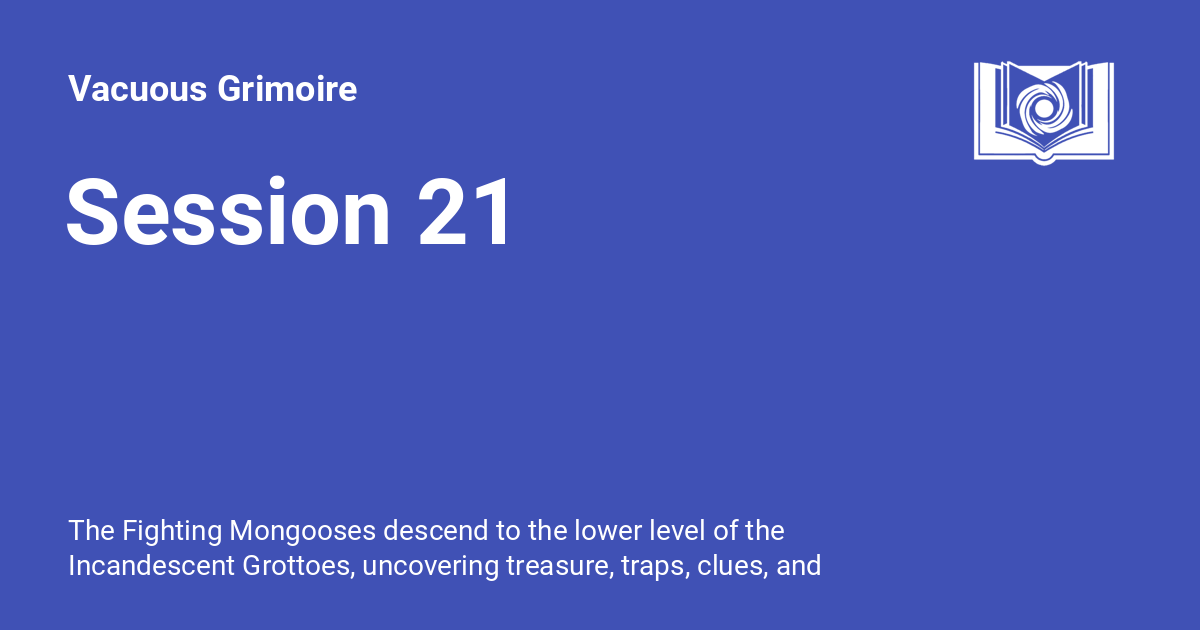 Vacuous Grimoire
Session 21
The Fighting Mongooses descend to the lower level of the
Incandescent Grottoes, uncovering treasure, traps, clues, and